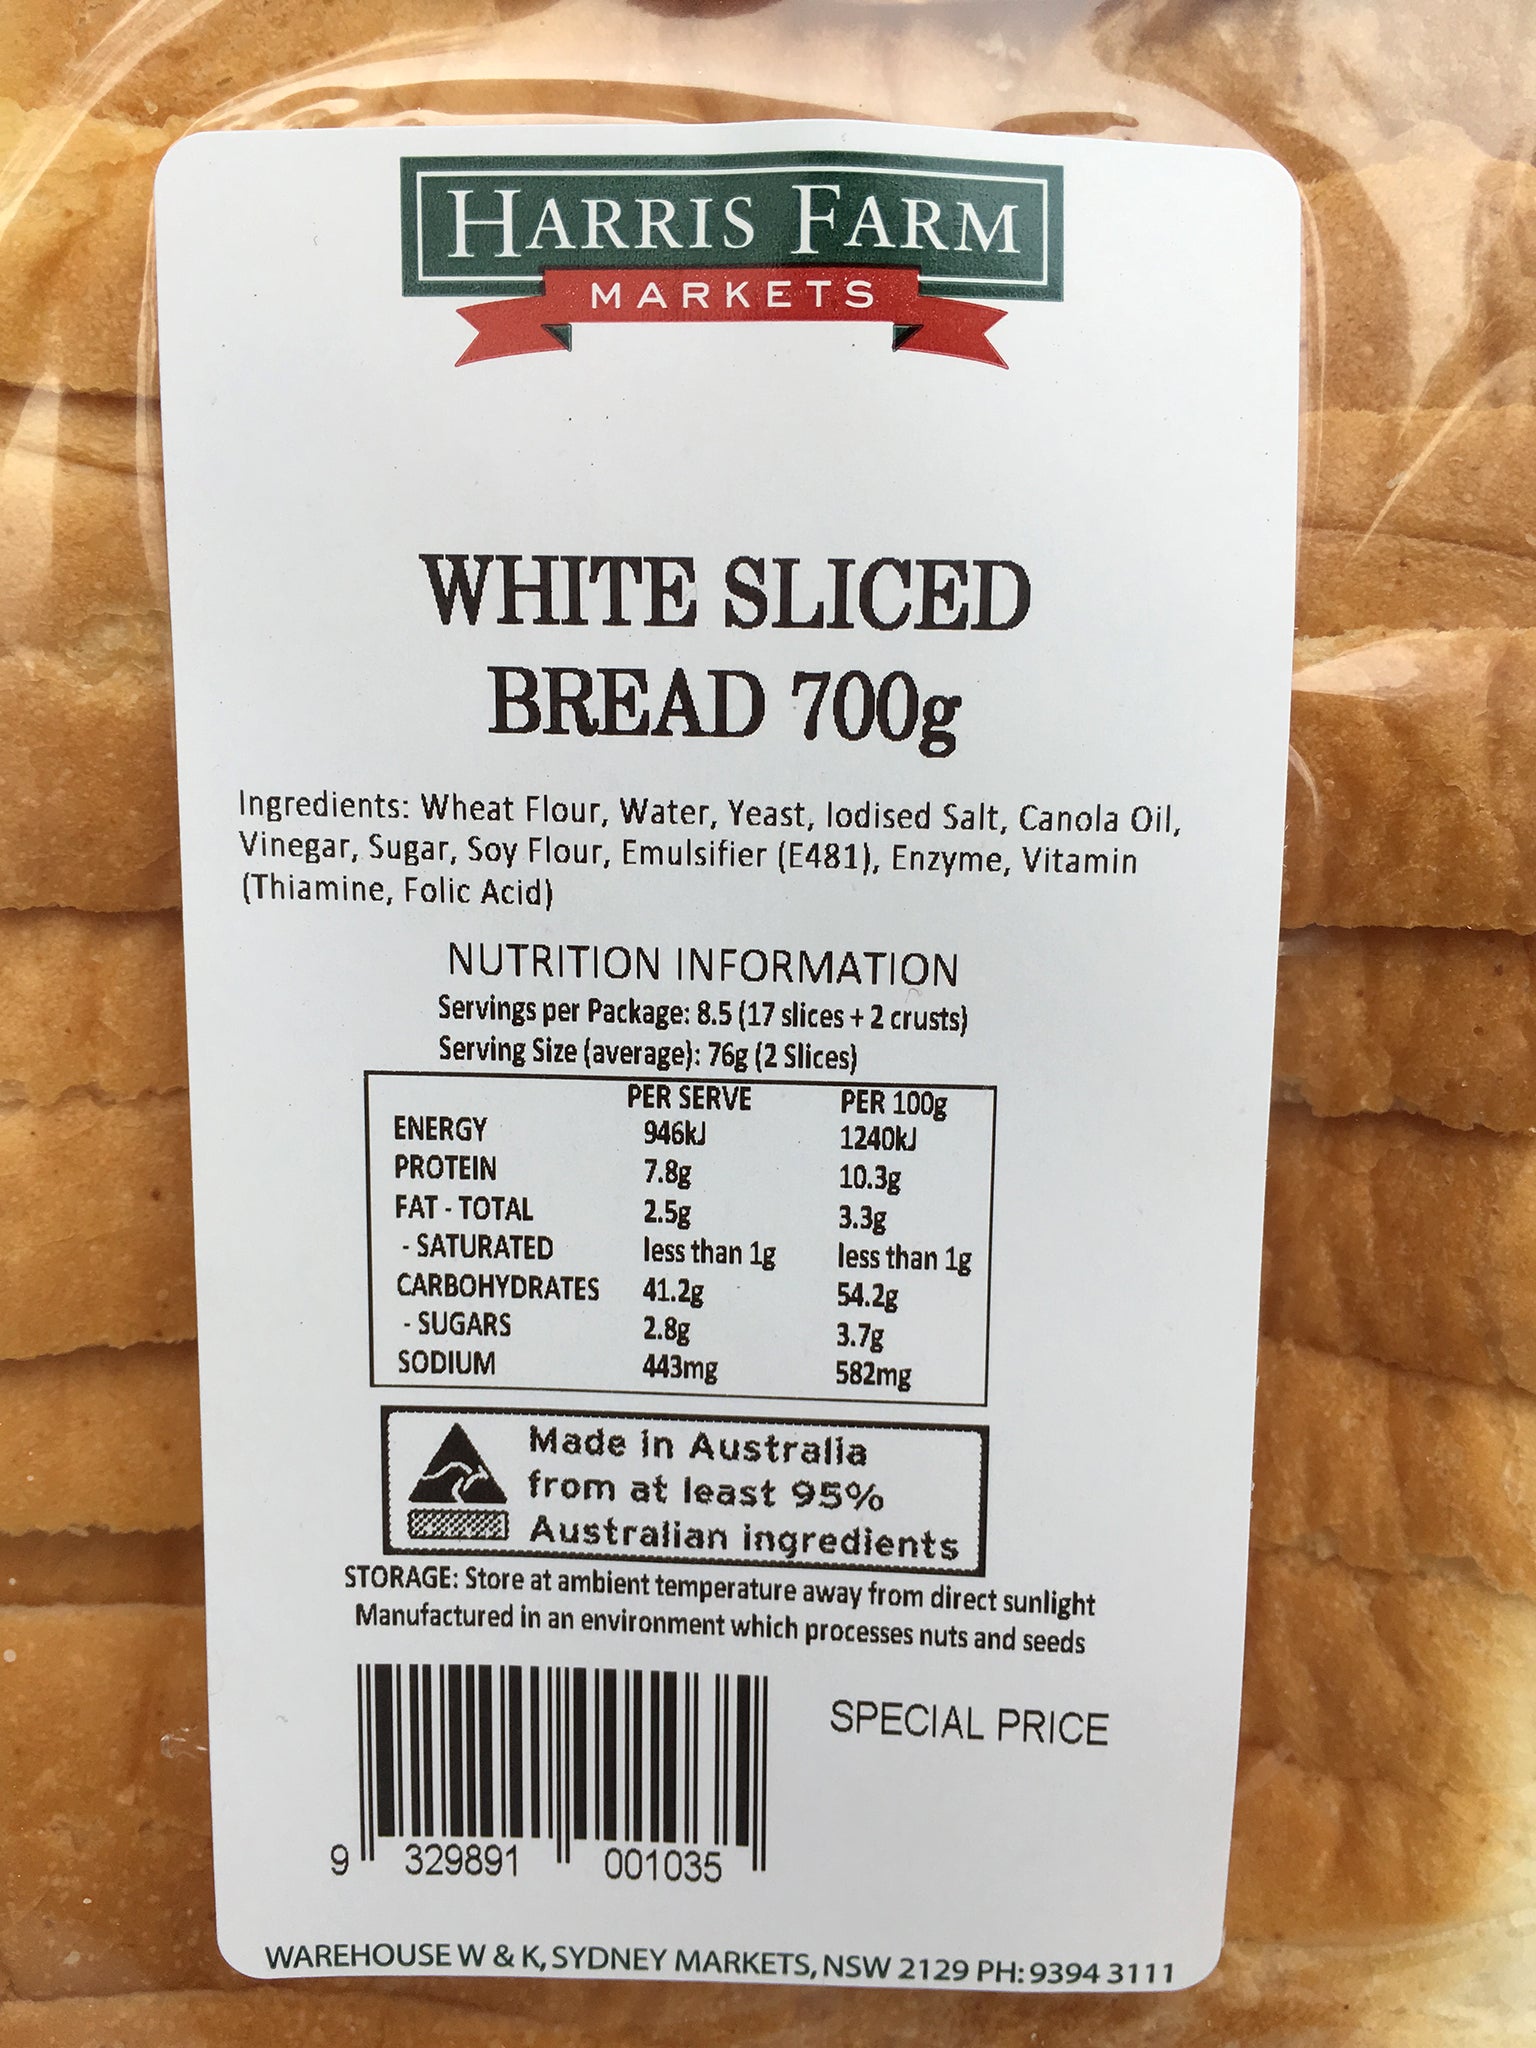 HARRIS FARM
MARKETS
WHITE SLICED
BREAD 700g
Ingredients: Wheat Flour, Water, Yeast, Iodised Salt, Canola Oil,
Vinegar, Sugar, Soy Flour, Emulsifier (E481), Enzyme, Vitamin
(Thiamine, Folic Acid)
NUTRITION INFORMATION
Servings per Package: 8.5 (17 slices + 2 crusts)
Serving Size (average): 76g (2 Slices)
PER SERVE PER 100g
ENERGY 946kJ 1240kJ
PROTEIN 7.8g 10.3g
FAT - TOTAL 2.5g 3.3g
- SATURATED less than 1g less than 1g
CARBOHYDRATES 41.2g 54.2g
- SUGARS 2.8g 3.7g
SODIUM 443mg 582mg
Made in Australia
from at least 95%
Australian ingredients
STORAGE: Store at ambient temperature away from direct sunlight
Manufactured in an environment which processes nuts and seeds
SPECIAL PRICE
9 329891 001035
WAREHOUSE W & K, SYDNEY MARKETS, NSW 2129 PH: 9394 3111